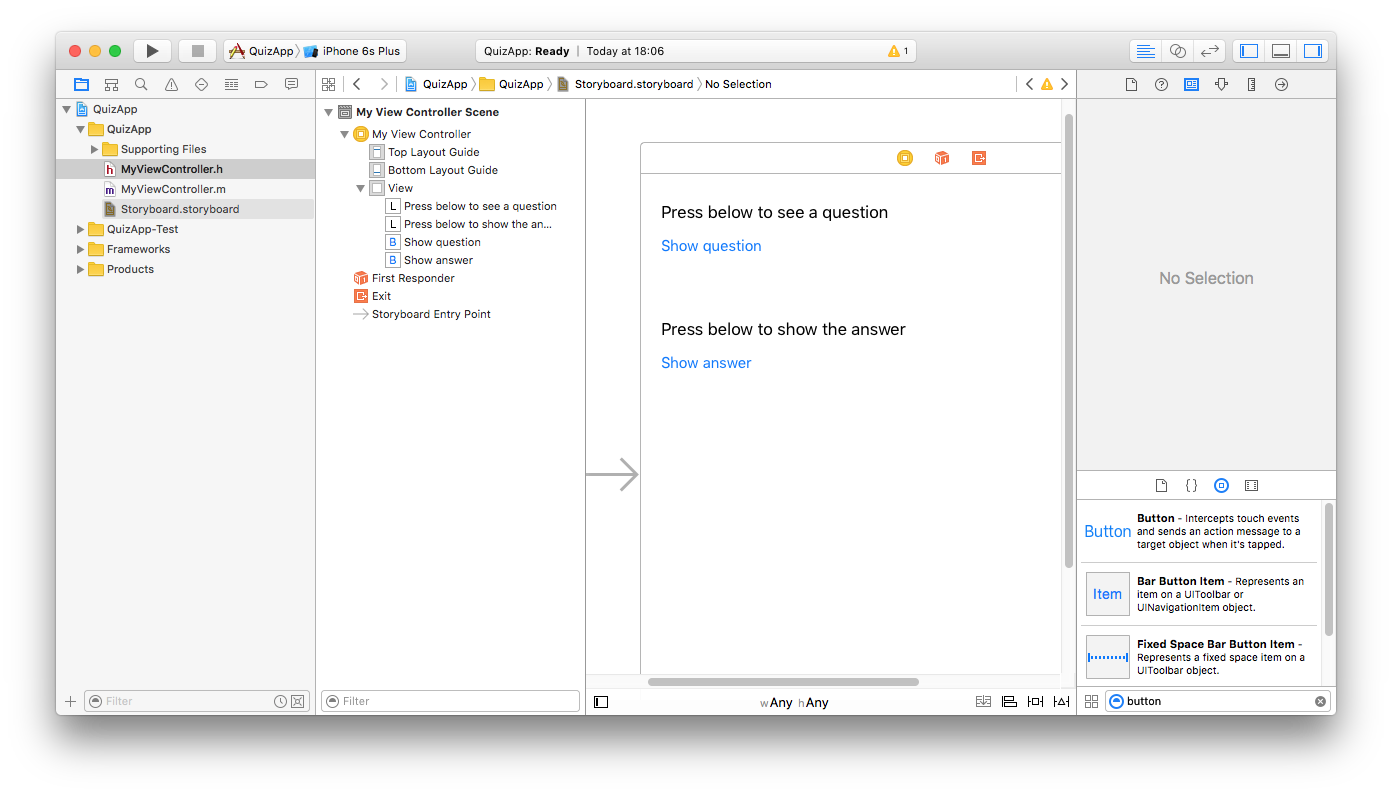 QuizApp iPhone 6s Plus
QuizApp: Ready | Today at 18:06
1
QuizApp
QuizApp
Supporting Files
h MyViewController.h
m MyViewController.m
Storyboard.storyboard
QuizApp-Test
Frameworks
Products
Filter
QuizApp QuizApp Storyboard.storyboard No Selection
My View Controller Scene
My View Controller
Top Layout Guide
Bottom Layout Guide
View
L Press below to see a question
L Press below to show the an...
B Show question
B Show answer
First Responder
Exit
Storyboard Entry Point
Filter
Press below to see a question
Show question
Press below to show the answer
Show answer
wAny hAny
No Selection
{}
Button
Button - Intercepts touch events
and sends an action message to a
target object when it's tapped.
Item
Bar Button Item - Represents an
item on a UIToolbar or
UINavigationItem object.
Fixed Space Bar Button Item -
Represents a fixed space item on a
UIToolbar object.
button